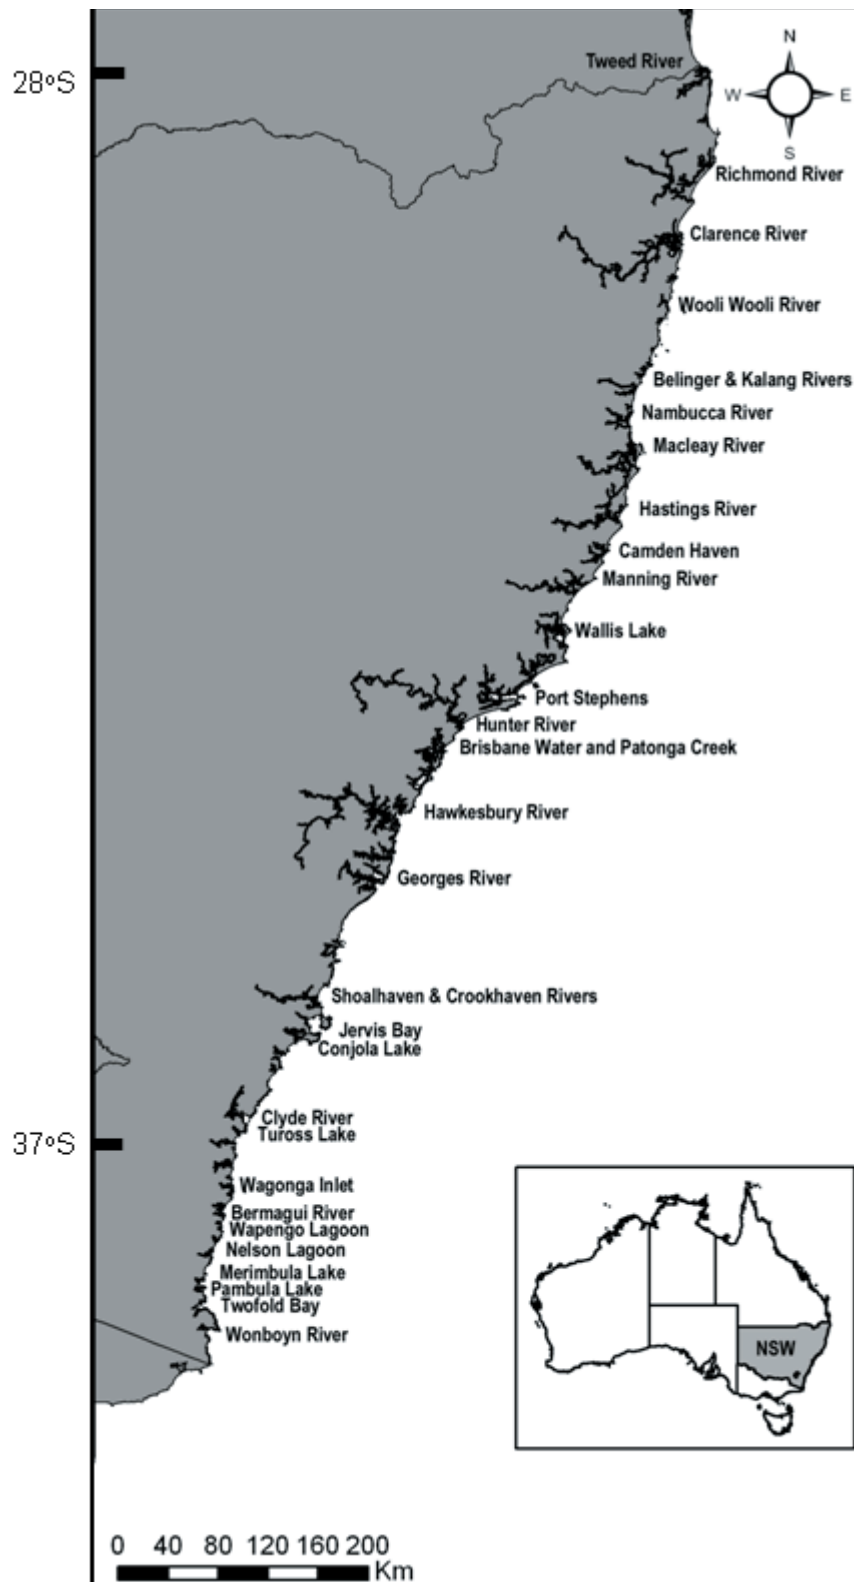 N
Tweed River
28°S
W
E
S
Richmond River
Clarence River
Wooli Wooli River
Belinger & Kalang Rivers
Nambucca River
Macleay River
Hastings River
Camden Haven
Manning River
Wallis Lake
Port Stephens
Hunter River
Brisbane Water and Patonga Creek
Hawkesbury River
Georges River
Shoalhaven & Crookhaven Rivers
Jervis Bay
Conjola Lake
Clyde River
Tuross Lake
37°S
Wagonga Inlet
Bermagui River
Wapengo Lagoon
Nelson Lagoon
Merimbula Lake
Pambula Lake
Twofold Bay
Wonboyn River
NSW
0 40 80 120 160 200
Km